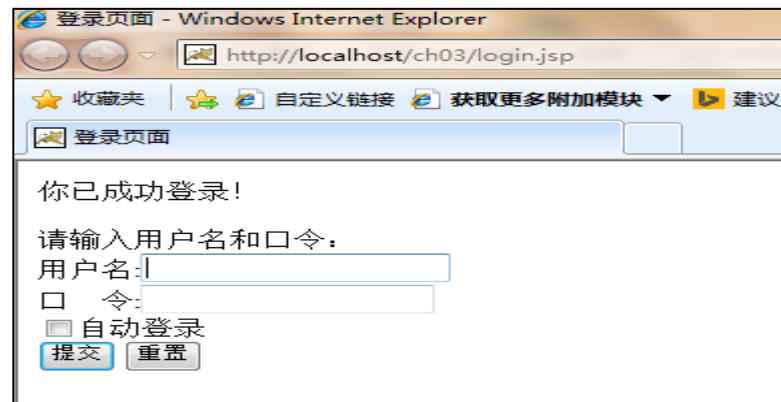 登录页面 - Windows Internet Explorer
http://localhost/ch03/login.jsp
收藏夹 自定义链接 获取更多附加模块 建议
登录页面
你已成功登录!
请输入用户名和口令:
用户名:
口 令:
自动登录
提交 重置